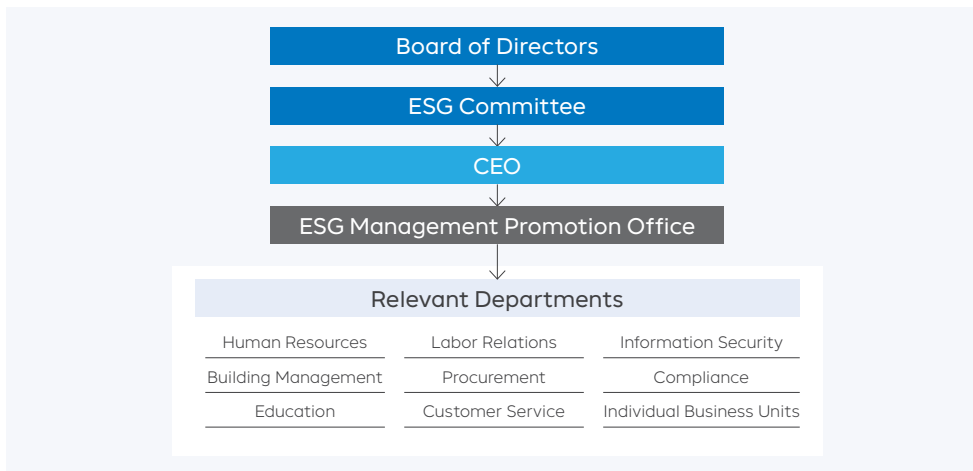 Board of Directors
ESG Committee
CEO
ESG Management Promotion Office
Relevant Departments
Human Resources
Labor Relations
Information Security
Building Management
Procurement
Compliance
Education
Customer Service
Individual Business Units